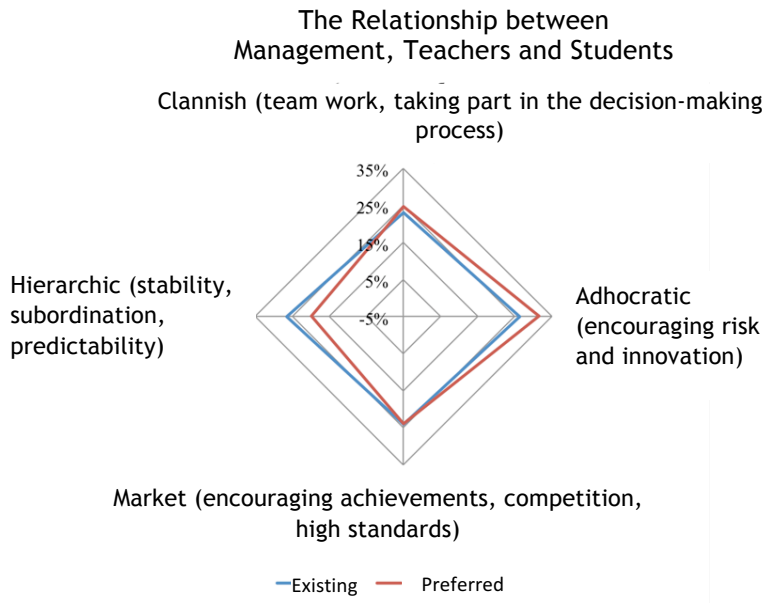 The Relationship between
Management, Teachers and Students
Clannish (team work, taking part in the decision-making
process)
35%
25%
15%
5%
-5%
Hierarchic (stability,
subordination,
predictability)
Adhocratic
(encouraging risk
and innovation)
Market (encouraging achievements, competition,
high standards)
Existing Preferred